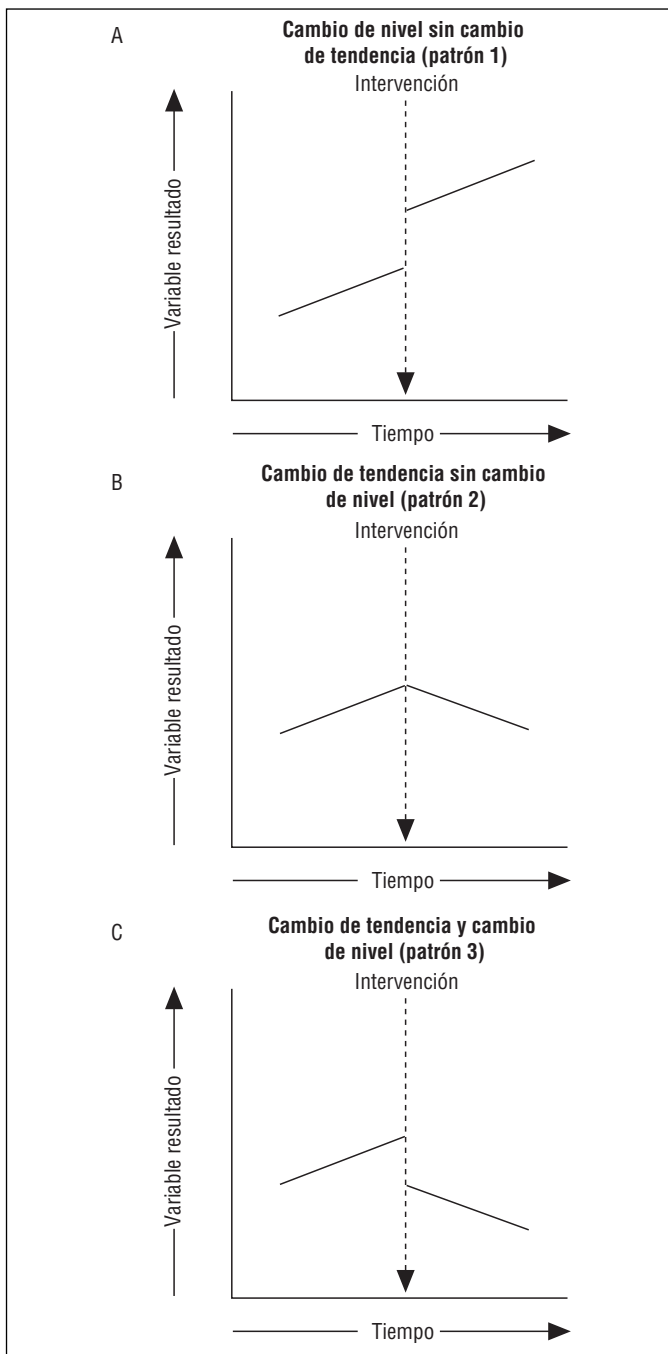 A
Cambio de nivel sin cambio
de tendencia (patrón 1)
Intervención
Variable resultado
Tiempo
B
Cambio de tendencia sin cambio
de nivel (patrón 2)
Intervención
Variable resultado
Tiempo
C
Cambio de tendencia y cambio
de nivel (patrón 3)
Intervención
Variable resultado
Tiempo